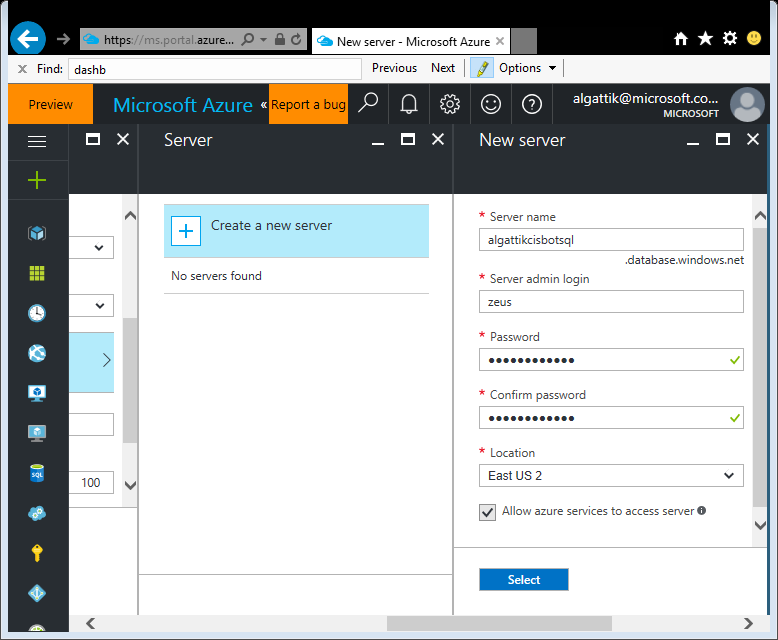 https://ms.portal.azure...
New server - Microsoft Azure
Find: dashb
Previous Next Options
Preview
Microsoft Azure
«
Report a bug
algattik@microsoft.co...
MICROSOFT
Server
New server
Create a new server
No servers found
100
* Server name
algattikcisbotsql
.database.windows.net
* Server admin login
zeus
* Password
●●●●●●●●●●●●
* Confirm password
●●●●●●●●●●●●
* Location
East US 2
Allow azure services to access server
Select
SQL